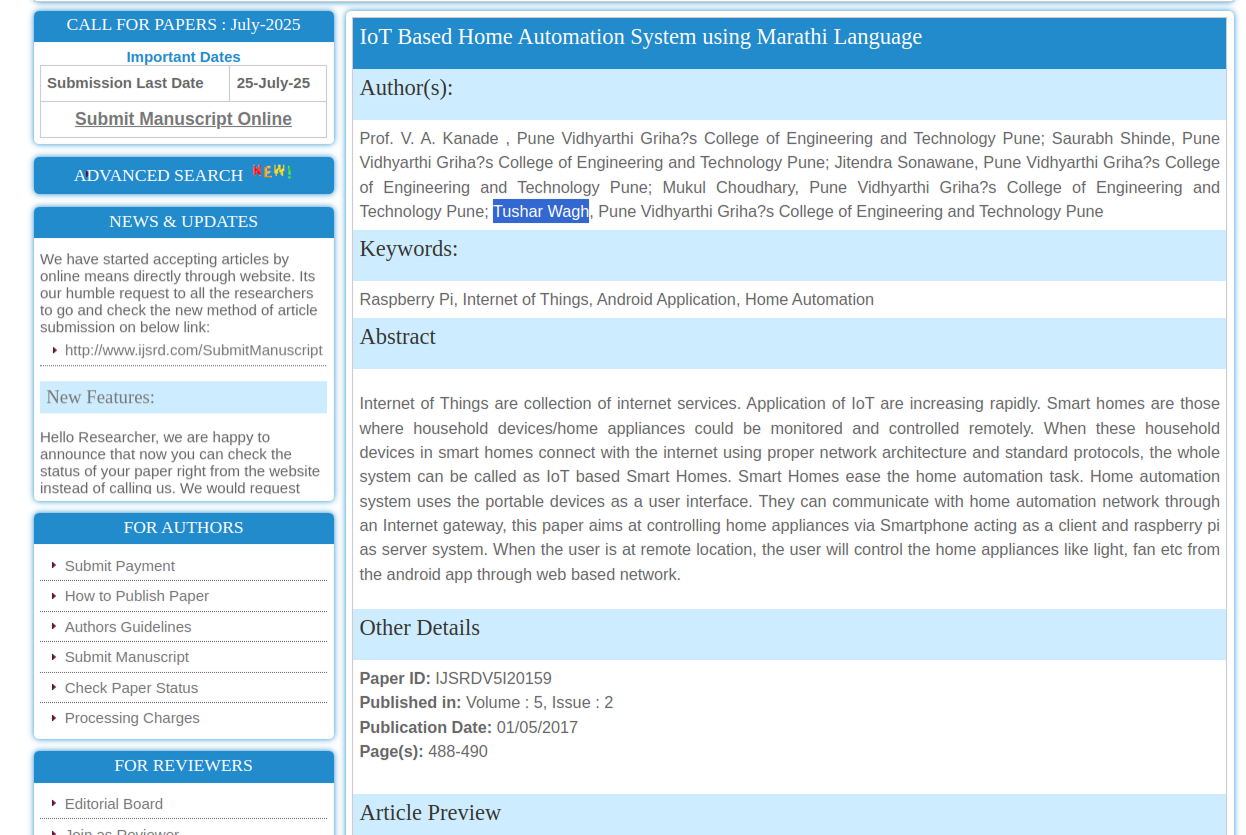 CALL FOR PAPERS : July-2025
Important Dates
Submission Last Date 25-July-25
Submit Manuscript Online
ADVANCED SEARCH NEW!
NEWS & UPDATES
We have started accepting articles by
online means directly through website. Its
our humble request to all the researchers
to go and check the new method of article
submission on below link:
http://www.ijsrd.com/SubmitManuscript
New Features:
Hello Researcher, we are happy to
announce that now you can check the
status of your paper right from the website
instead of calling us. We would request
FOR AUTHORS
Submit Payment
How to Publish Paper
Authors Guidelines
Submit Manuscript
Check Paper Status
Processing Charges
FOR REVIEWERS
Editorial Board
Join as Reviewer
IoT Based Home Automation System using Marathi Language
Author(s):
Prof. V. A. Kanade , Pune Vidhyarthi Griha?s College of Engineering and Technology Pune; Saurabh Shinde, Pune
Vidhyarthi Griha?s College of Engineering and Technology Pune; Jitendra Sonawane, Pune Vidhyarthi Griha?s College
of Engineering and Technology Pune; Mukul Choudhary, Pune Vidhyarthi Griha?s College of Engineering and
Technology Pune; Tushar Wagh, Pune Vidhyarthi Griha?s College of Engineering and Technology Pune
Keywords:
Raspberry Pi, Internet of Things, Android Application, Home Automation
Abstract
Internet of Things are collection of internet services. Application of IoT are increasing rapidly. Smart homes are those
where household devices/home appliances could be monitored and controlled remotely. When these household
devices in smart homes connect with the internet using proper network architecture and standard protocols, the whole
system can be called as IoT based Smart Homes. Smart Homes ease the home automation task. Home automation
system uses the portable devices as a user interface. They can communicate with home automation network through
an Internet gateway, this paper aims at controlling home appliances via Smartphone acting as a client and raspberry pi
as server system. When the user is at remote location, the user will control the home appliances like light, fan etc from
the android app through web based network.
Other Details
Paper ID: IJSRDV5I20159
Published in: Volume : 5, Issue : 2
Publication Date: 01/05/2017
Page(s): 488-490
Article Preview